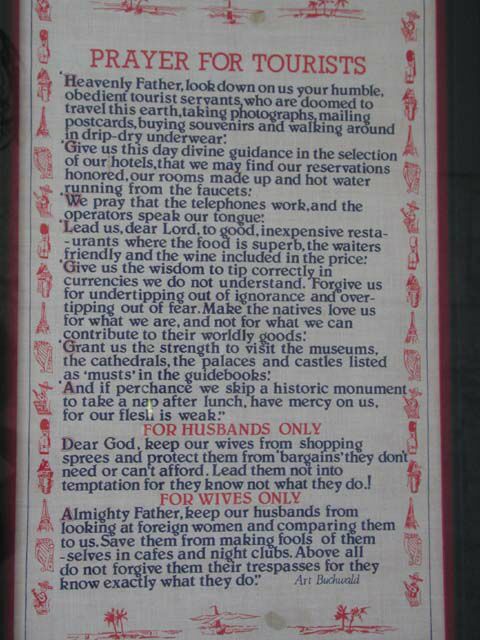 PRAYER FOR TOURISTS
"Heavenly Father, look down on us your humble,
obedient tourist servants, who are doomed to
travel this earth, taking photographs, mailing
postcards, buying souvenirs and walking around
in drip-dry underwear."
"Give us this day divine guidance in the selection
of our hotels, that we may find our reservations
honored, our rooms made up and hot water
running from the faucets."
"We pray that the telephones work, and the
operators speak our tongue."
"Lead us, dear Lord, to good, inexpensive resta-
-urants where the food is superb, the waiters
friendly and the wine included in the price."
"Give us the wisdom to tip correctly in
currencies we do not understand. Forgive us
for undertipping out of ignorance and over-
tipping out of fear. Make the natives love us
for what we are, and not for what we can
contribute to their worldly goods."
"Grant us the strength to visit the museums,
the cathedrals, the palaces and castles listed
as 'musts' in the guidebooks."
"And if perchance we skip a historic monument
to take a nap after lunch, have mercy on us,
for our flesh is weak."
FOR HUSBANDS ONLY
Dear God, keep our wives from shopping
sprees and protect them from 'bargains' they don't
need or can't afford. Lead them not into
temptation for they know not what they do.!
FOR WIVES ONLY
Almighty Father, keep our husbands from
looking at foreign women and comparing them
to us. Save them from making fools of them
-selves in cafes and night clubs. Above all
do not forgive them their trespasses for they
know exactly what they do."
Art Buchwald